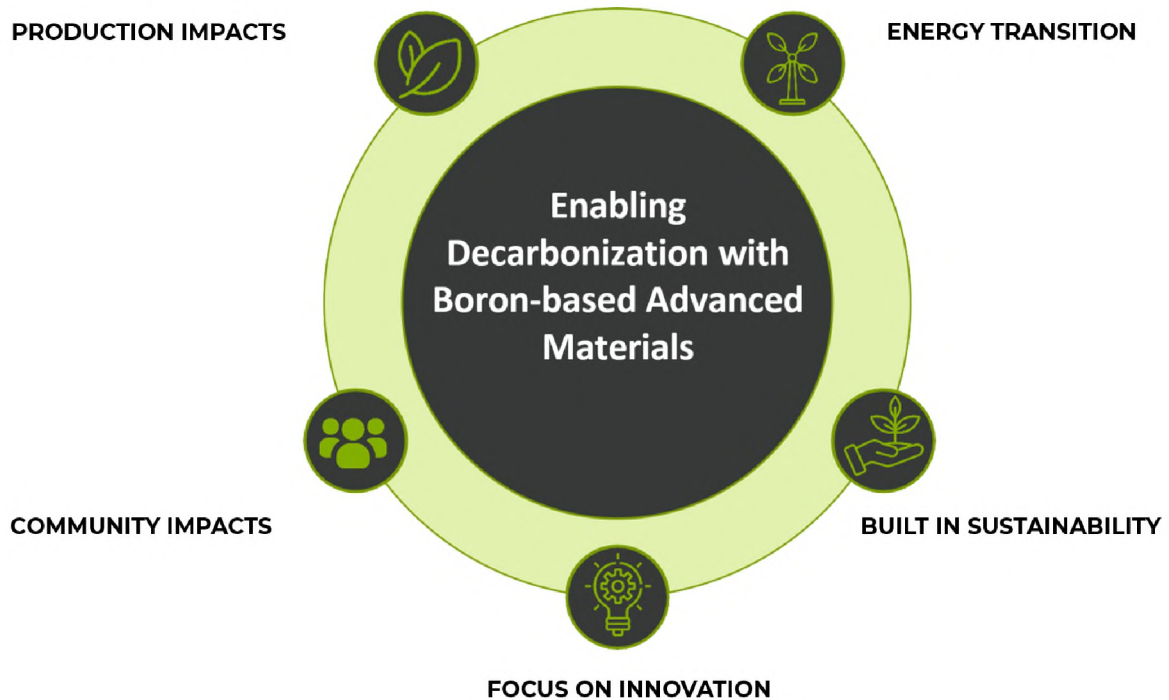 PRODUCTION IMPACTS
ENERGY TRANSITION
Enabling
Decarbonization with
Boron-based Advanced
Materials
COMMUNITY IMPACTS
BUILT IN SUSTAINABILITY
FOCUS ON INNOVATION